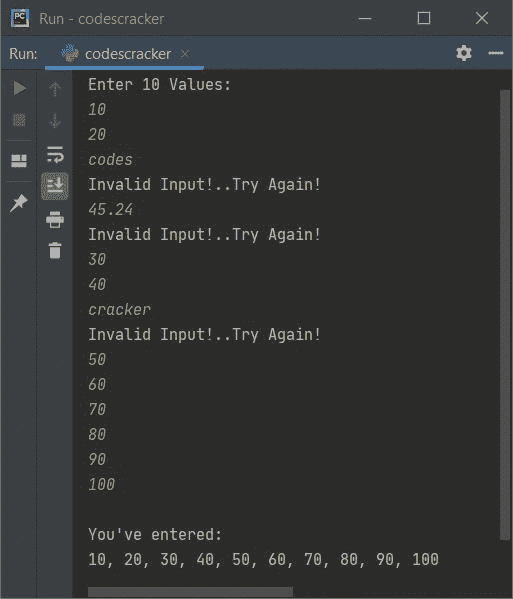 PC Run - codescracker
Run: codescracker
Enter 10 Values:
10
20
codes
Invalid Input!..Try Again!
45.24
Invalid Input!..Try Again!
30
40
cracker
Invalid Input!..Try Again!
50
60
70
80
90
100
You've entered:
10, 20, 30, 40, 50, 60, 70, 80, 90, 100